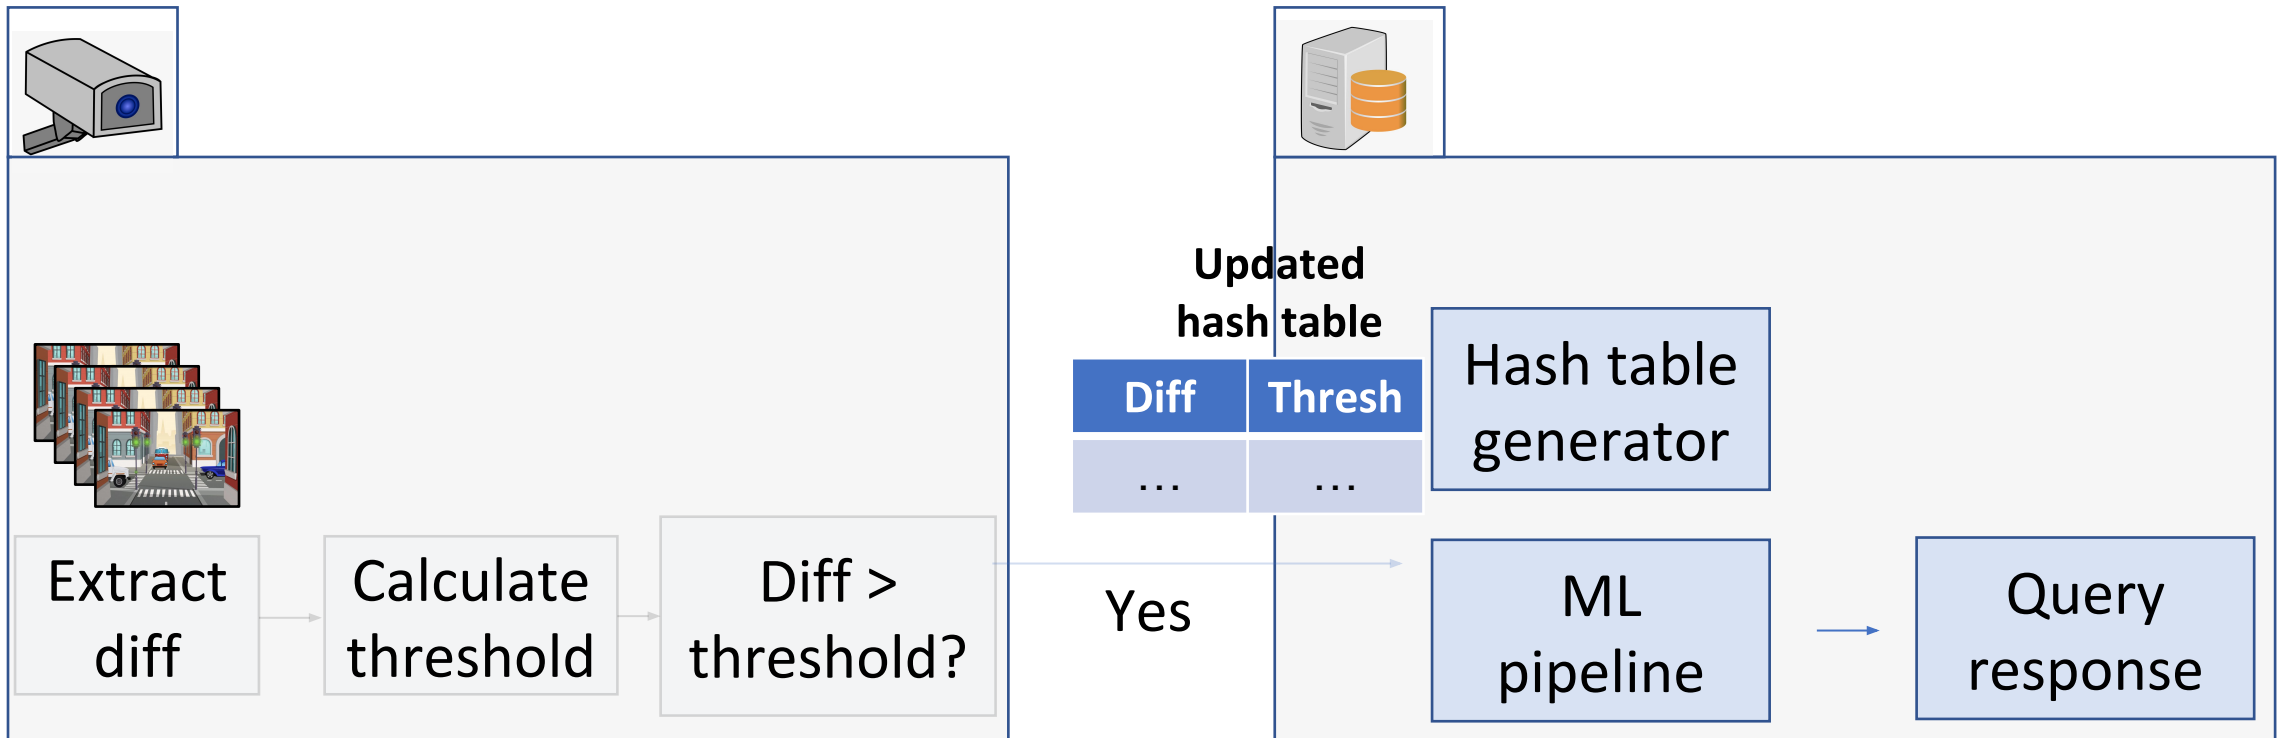 Updated
hash table
Diff Thresh
... ...
Hash table
generator
Extract
diff
Calculate
threshold
Diff >
threshold?
Yes
ML
pipeline
Query
response